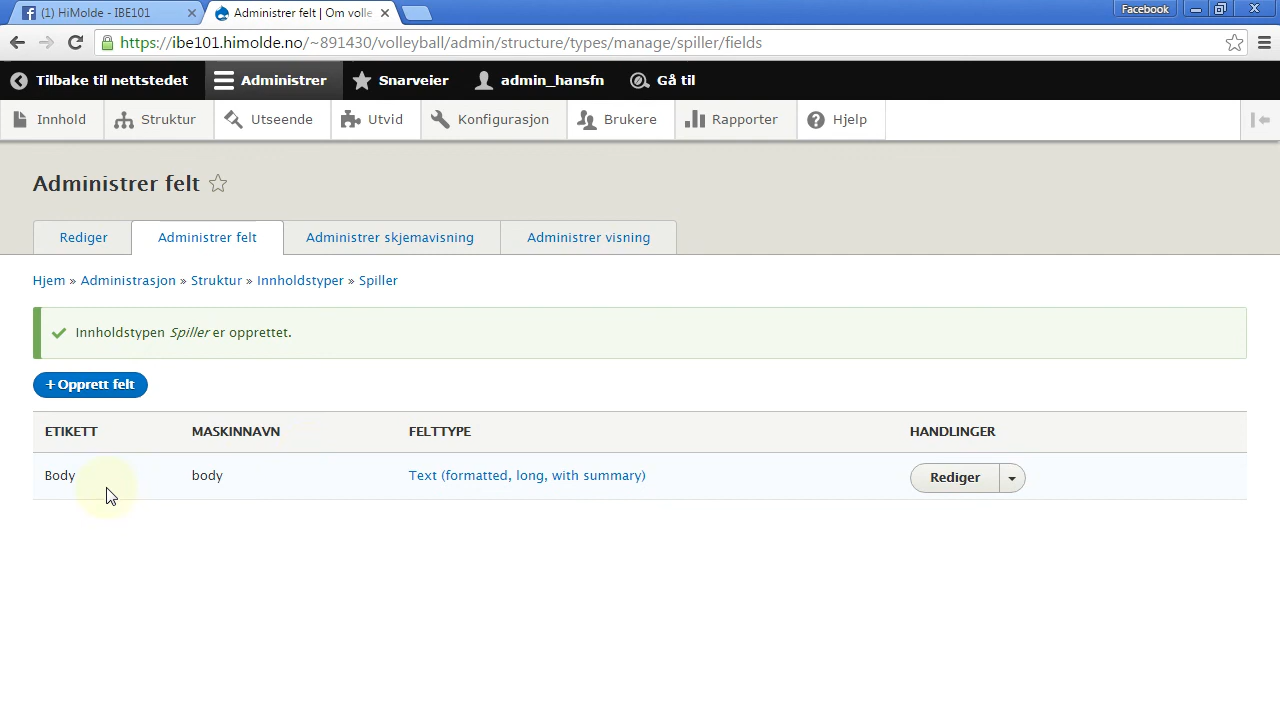 (1) HiMolde - IBE101
Administrer felt | Om volle
Facebook
https://ibe101.himolde.no/~891430/volleyball/admin/structure/types/manage/spiller/fields
Tilbake til nettstedet Administrer Snarveier admin_hansfn Gå til
Innhold Struktur Utseende Utvid Konfigurasjon Brukere Rapporter Hjelp
Administrer felt
Rediger Administrer felt Administrer skjemavisning Administrer visning
Hjem » Administrasjon » Struktur » Innholdstyper » Spiller
Innholdstypen Spiller er opprettet.
+ Opprett felt
ETIKETT MASKINNAVN FELTTYPE HANDLINGER
Body body Text (formatted, long, with summary) Rediger